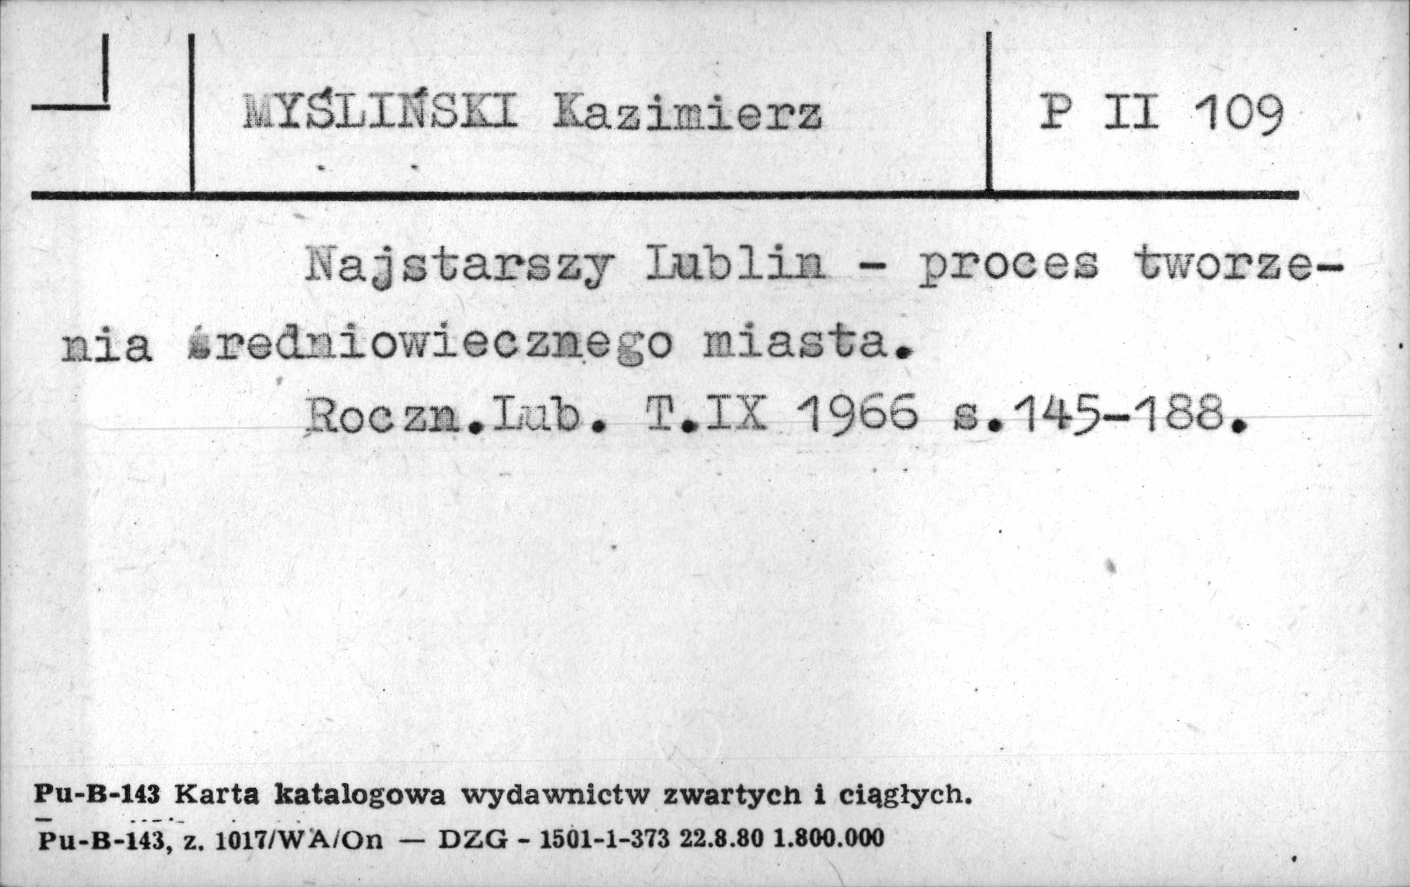 MYŚLIŃSKI Kazimierz
P II 109
Najstarszy Lublin - proces tworze-
nia średniowiecznego miasta.
Roczn.Lub. T.IX 1966 s.145-188.
Pu-B-143 Karta katalogowa wydawnictw zwartych i ciągłych.
Pu-B-143, z. 1017/WA/On — DZG - 1501-1-373 22.8.80 1.800.000